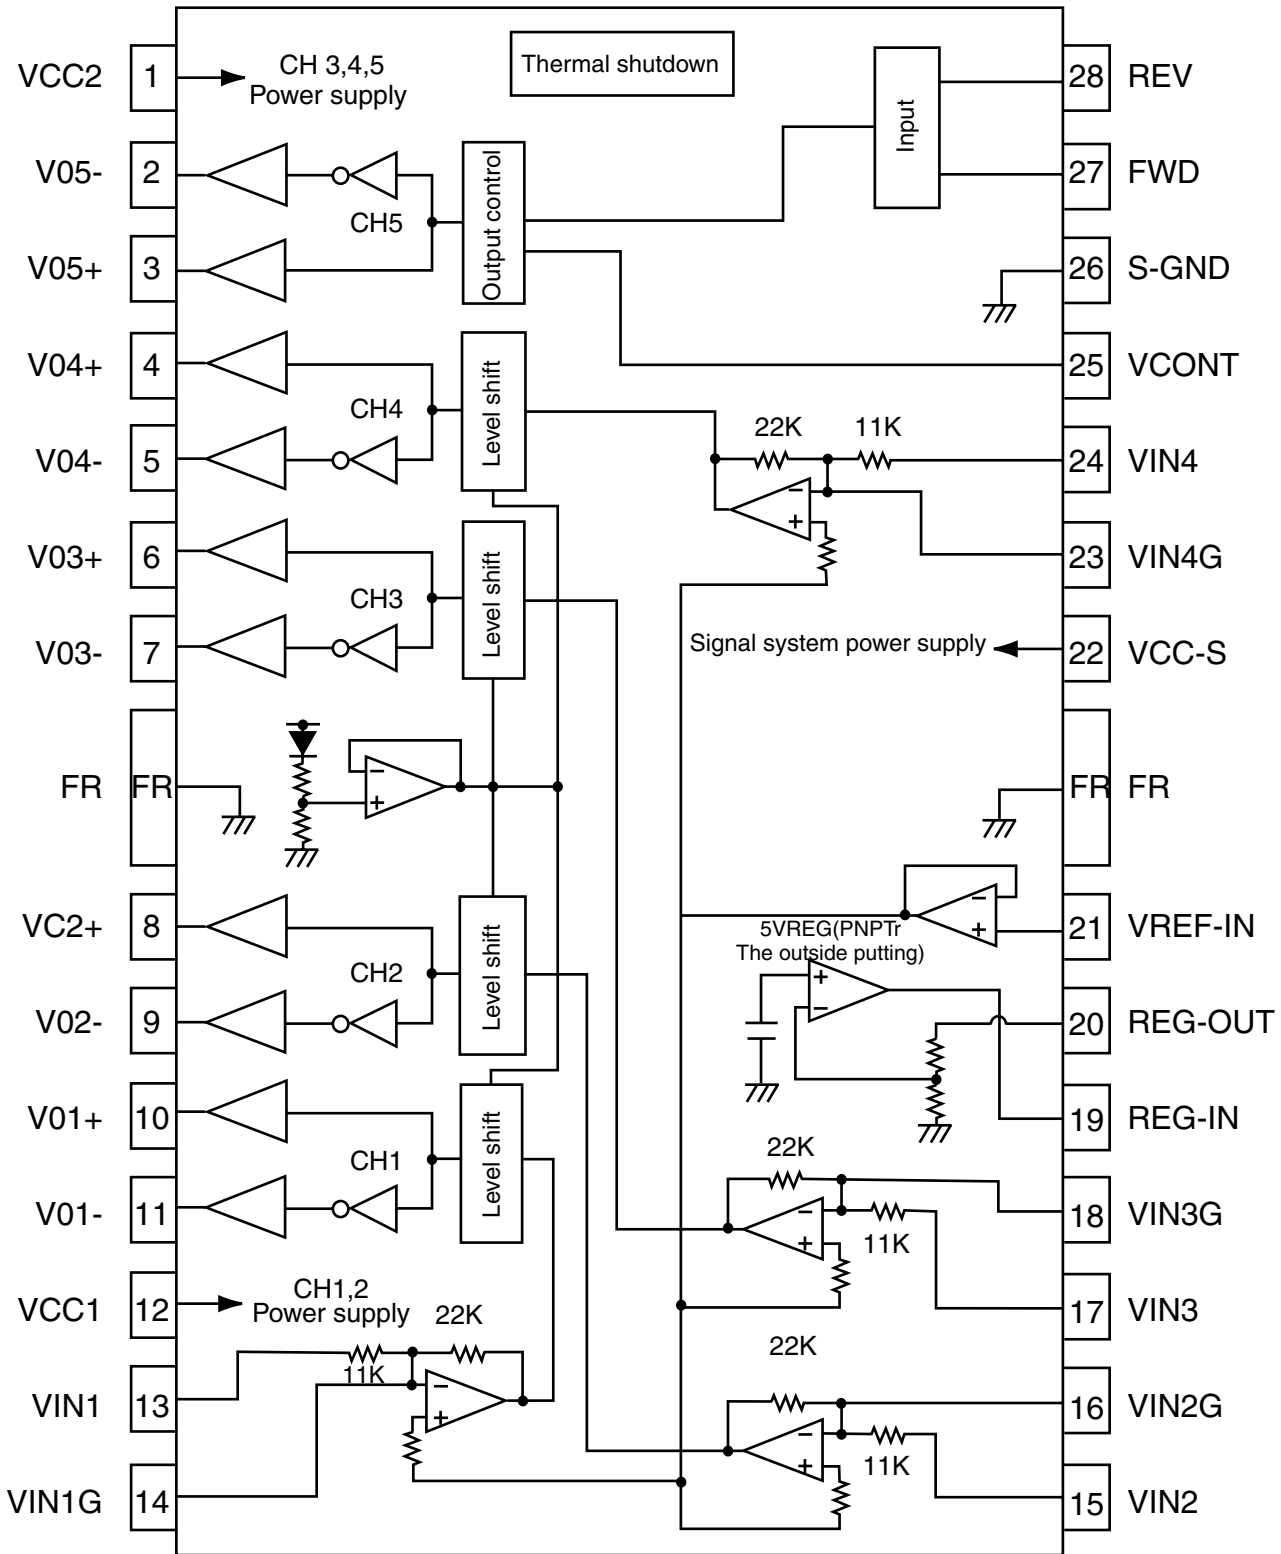 VCC2
1
CH 3,4,5
Power supply
Thermal shutdown
Input
28
REV
V05-
2
CH5
Output control
27
FWD
V05+
3
26
S-GND
V04+
4
CH4
Level shift
25
VCONT
V04-
5
22K
11K
24
VIN4
−
+
V03+
6
CH3
Level shift
23
VIN4G
V03-
7
Signal system power supply
22
VCC-S
FR
FR
−
+
FR
FR
VC2+
8
CH2
Level shift
−
+
21
VREF-IN
5VREG(PNPTr
The outside putting)
+
−
V02-
9
20
REG-OUT
V01+
10
CH1
Level shift
19
REG-IN
V01-
11
22K
−
+
11K
18
VIN3G
VCC1
12
CH1,2
Power supply
22K
17
VIN3
11K
−
+
22K
VIN1
13
−
+
11K
16
VIN2G
VIN1G
14
15
VIN2